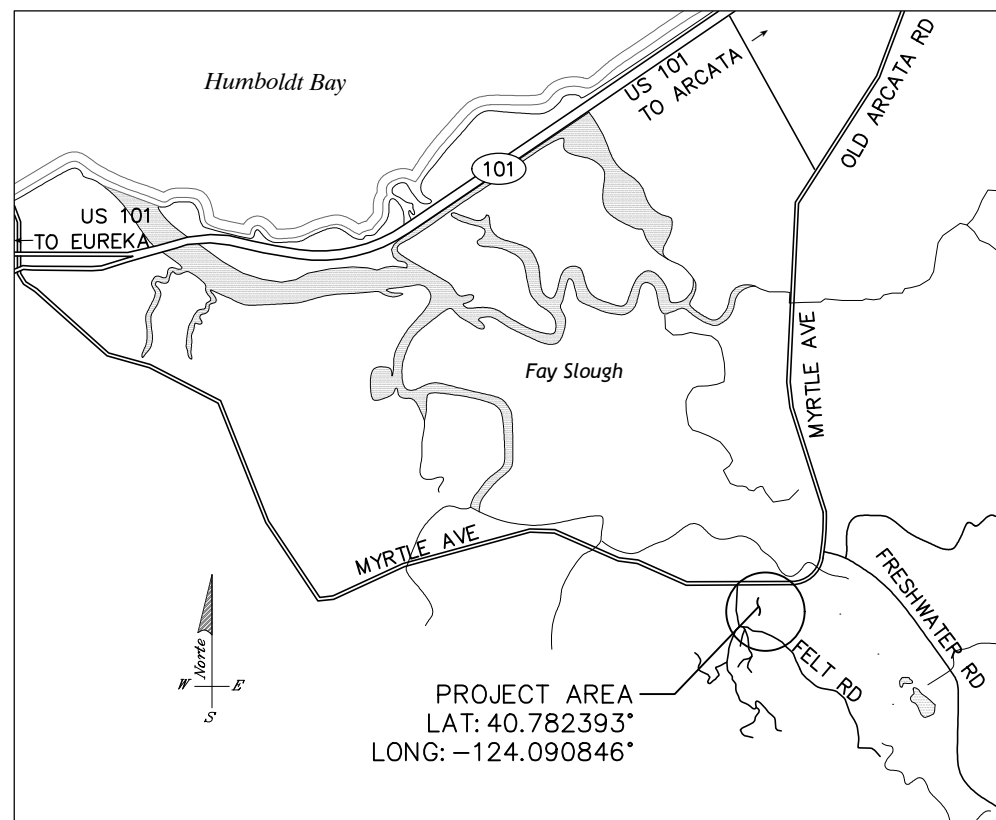 Humboldt Bay
US 101
TO ARCATA
OLD ARCATA RD
101
US 101
TO EUREKA
MYRTLE AVE
Fay Slough
MYRTLE AVE
FRESHWATER RD
FELT RD
Norte
W E
S
PROJECT AREA
LAT: 40.782393°
LONG: -124.090846°